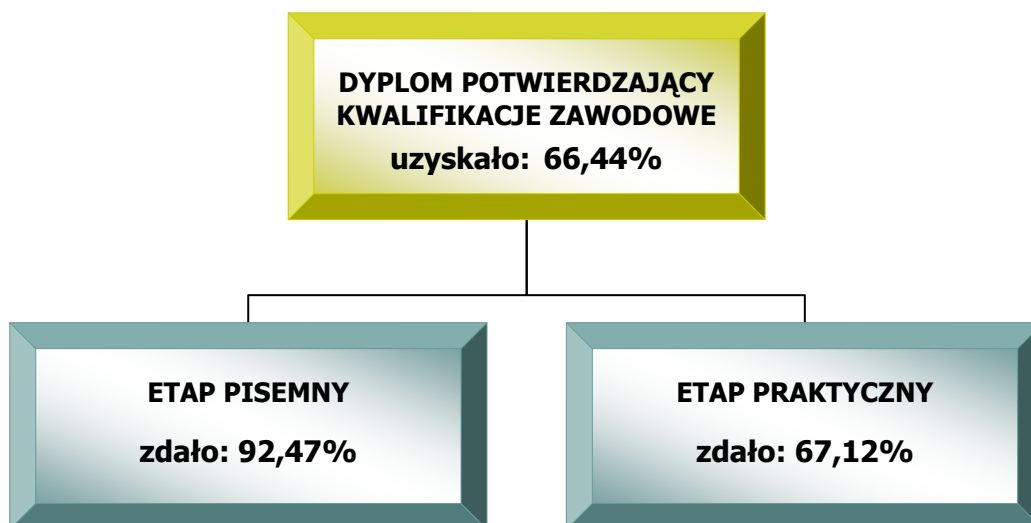 DYPLOM POTWIERDZAJĄCY
KWALIFIKACJE ZAWODOWE
uzyskało: 66,44%
ETAP PISEMNY
zdało: 92,47%
ETAP PRAKTYCZNY
zdało: 67,12%